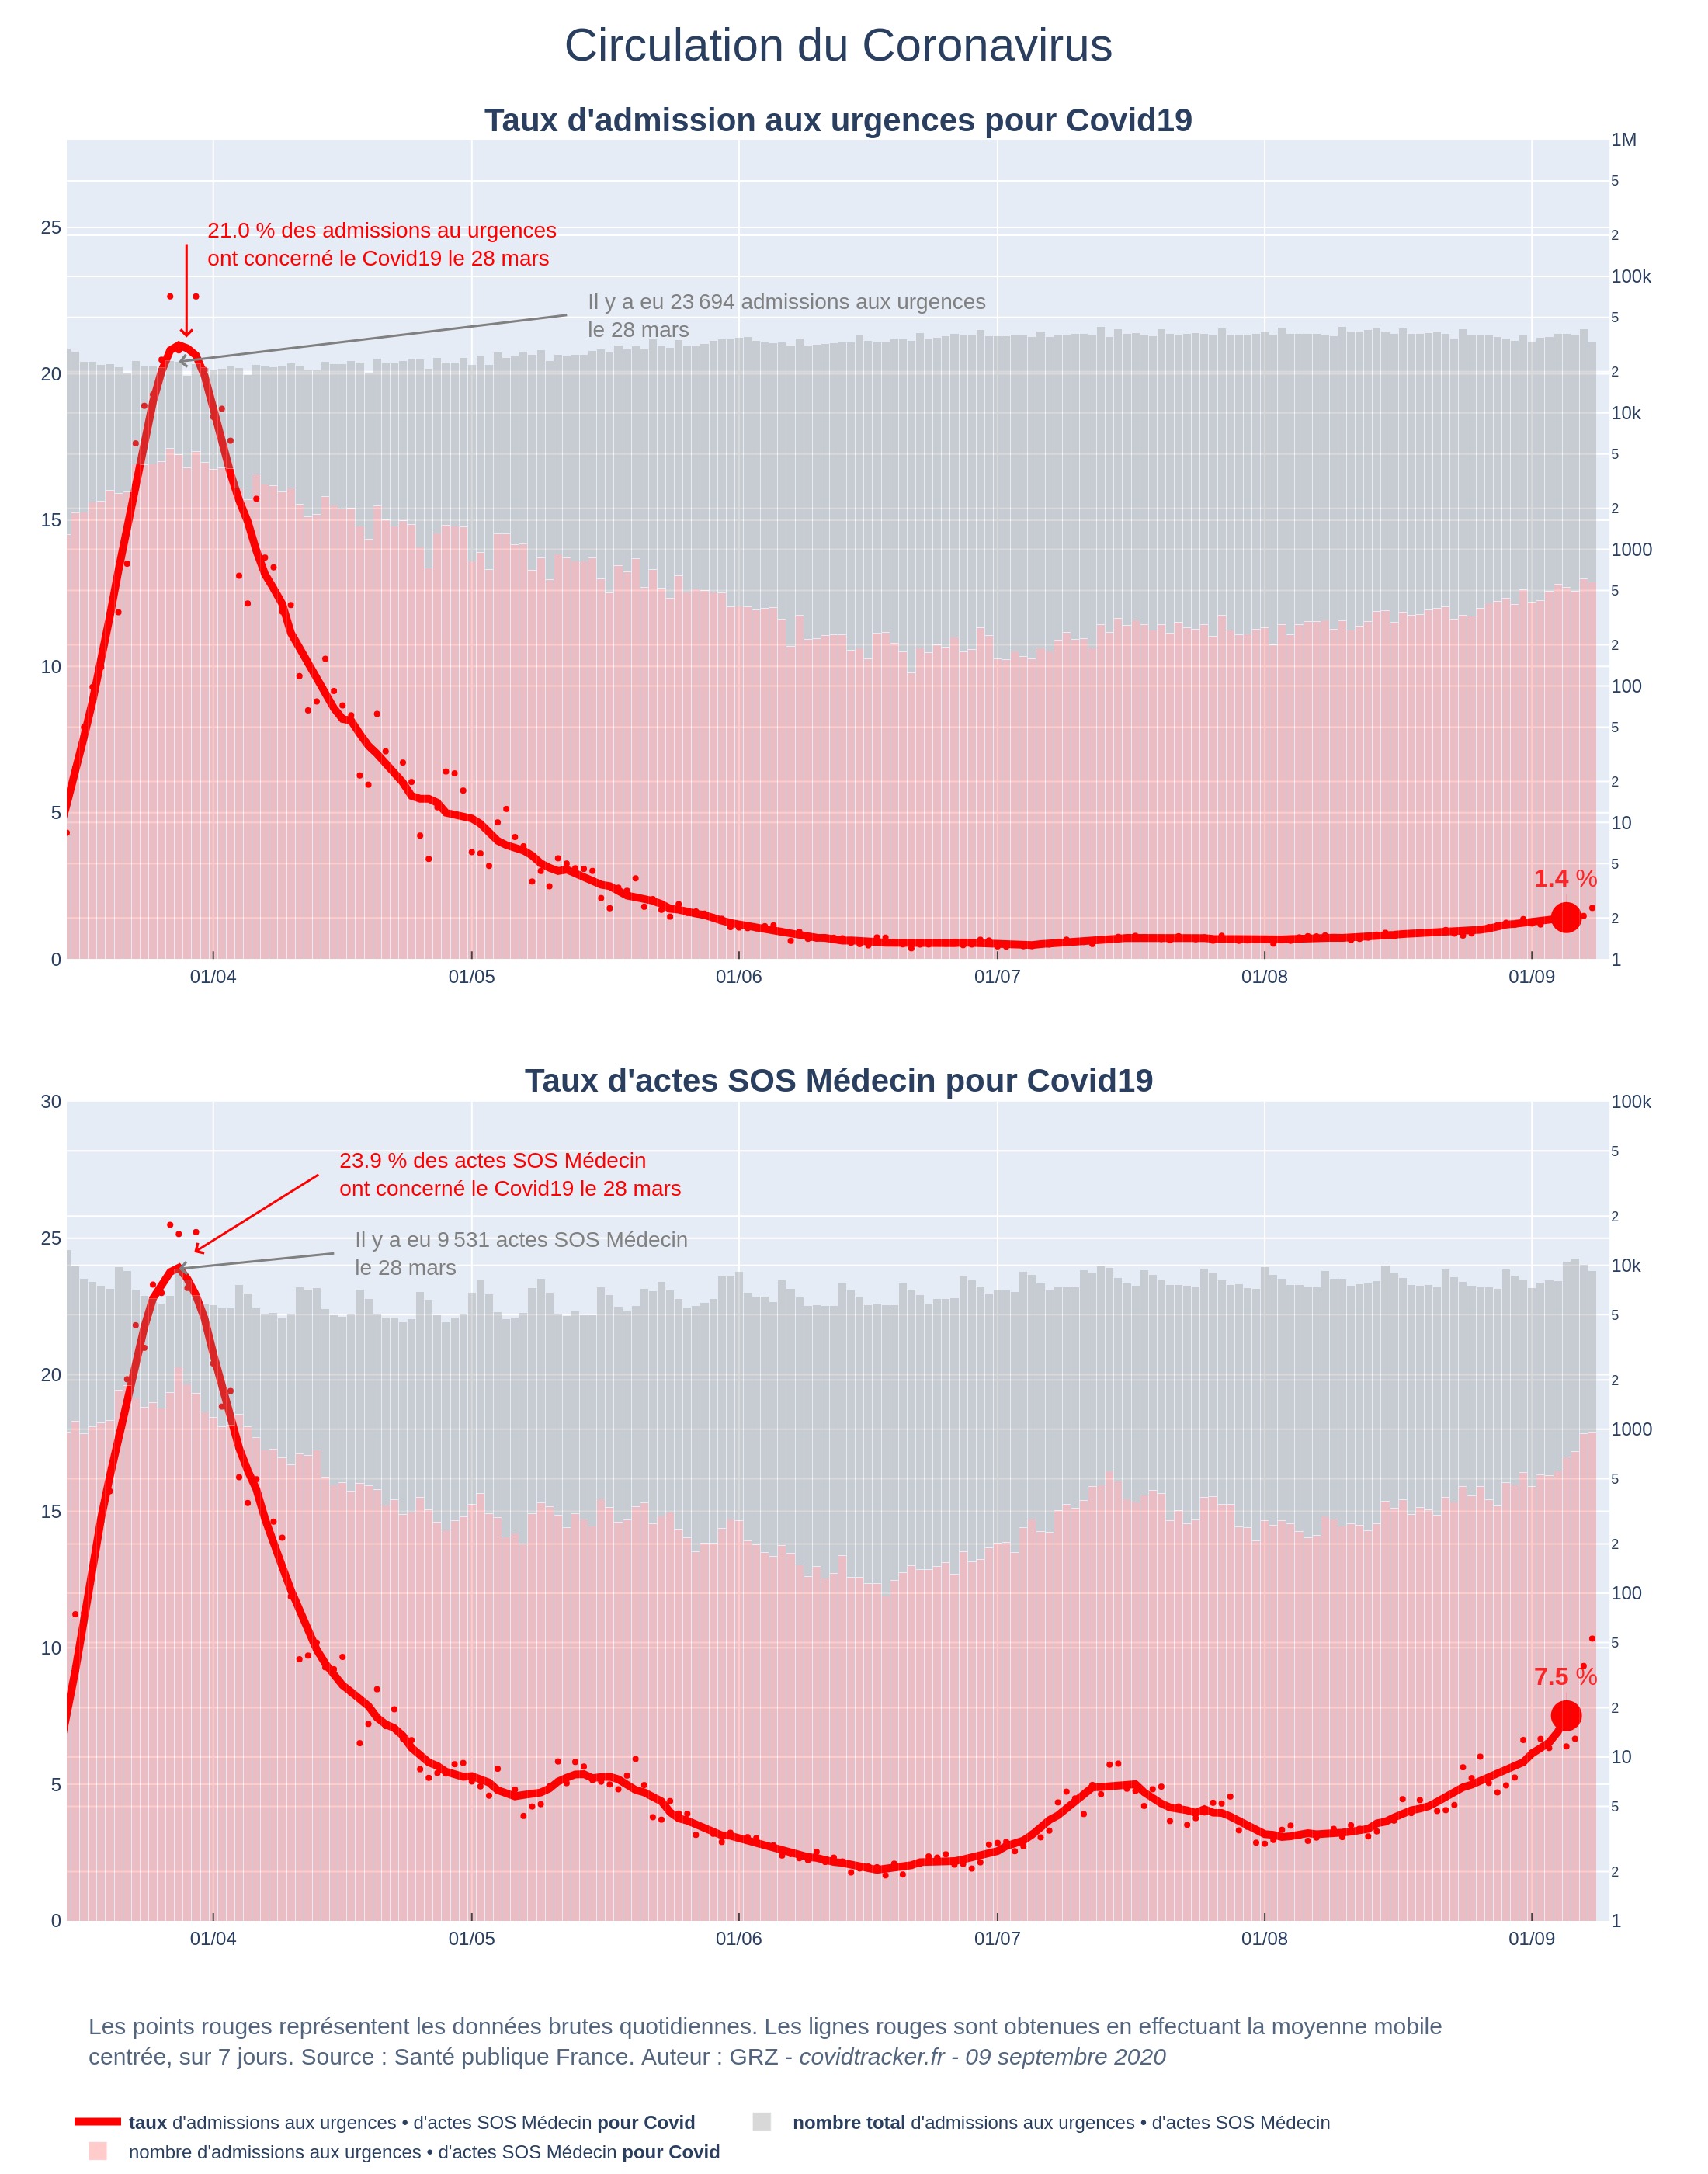 Circulation du Coronavirus
Taux d'admission aux urgences pour Covid19
1M
5
25
2
21.0 % des admissions au urgences
ont concerné le Covid19 le 28 mars
100k
Il y a eu 23 694 admissions aux urgences
le 28 mars
5
20
2
10k
5
15
2
1000
5
10
2
100
5
2
5
10
5
1.4 %
2
0
1
01/04
01/05
01/06
01/07
01/08
01/09
Taux d'actes SOS Médecin pour Covid19
30
100k
5
23.9 % des actes SOS Médecin
ont concerné le Covid19 le 28 mars
2
25
Il y a eu 9 531 actes SOS Médecin
le 28 mars
10k
5
20
2
1000
5
15
2
100
5
10
7.5 %
2
10
5
5
2
0
1
01/04
01/05
01/06
01/07
01/08
01/09
Les points rouges représentent les données brutes quotidiennes. Les lignes rouges sont obtenues en effectuant la moyenne mobile
centrée, sur 7 jours. Source : Santé publique France. Auteur : GRZ - covidtracker.fr - 09 septembre 2020
taux d'admissions aux urgences • d'actes SOS Médecin pour Covid
nombre total d'admissions aux urgences • d'actes SOS Médecin
nombre d'admissions aux urgences • d'actes SOS Médecin pour Covid